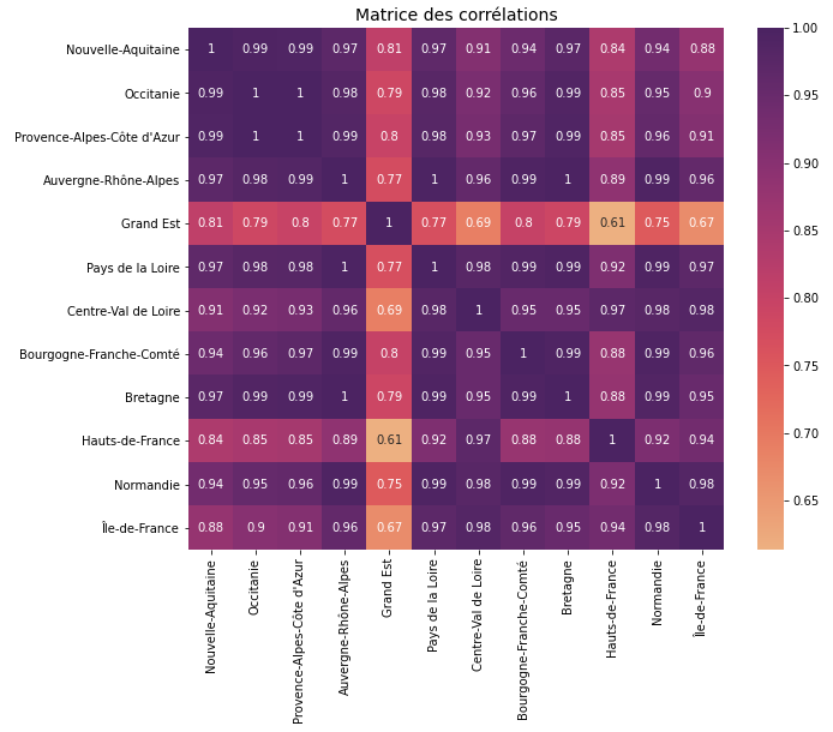 Matrice des corrélations
Nouvelle-Aquitaine 1 0.99 0.99 0.97 0.81 0.97 0.91 0.94 0.97 0.84 0.94 0.88
Occitanie 0.99 1 1 0.98 0.79 0.98 0.92 0.96 0.99 0.85 0.95 0.9
Provence-Alpes-Côte d'Azur 0.99 1 1 0.99 0.8 0.98 0.93 0.97 0.99 0.85 0.96 0.91
Auvergne-Rhône-Alpes 0.97 0.98 0.99 1 0.77 1 0.96 0.99 1 0.89 0.99 0.96
Grand Est 0.81 0.79 0.8 0.77 1 0.77 0.69 0.8 0.79 0.61 0.75 0.67
Pays de la Loire 0.97 0.98 0.98 1 0.77 1 0.98 0.99 0.99 0.92 0.99 0.97
Centre-Val de Loire 0.91 0.92 0.93 0.96 0.69 0.98 1 0.95 0.95 0.97 0.98 0.98
Bourgogne-Franche-Comté 0.94 0.96 0.97 0.99 0.8 0.99 0.95 1 0.99 0.88 0.99 0.96
Bretagne 0.97 0.99 0.99 1 0.79 0.99 0.95 0.99 1 0.88 0.99 0.95
Hauts-de-France 0.84 0.85 0.85 0.89 0.61 0.92 0.97 0.88 0.88 1 0.92 0.94
Normandie 0.94 0.95 0.96 0.99 0.75 0.99 0.98 0.99 0.99 0.92 1 0.98
Île-de-France 0.88 0.9 0.91 0.96 0.67 0.97 0.98 0.96 0.95 0.94 0.98 1
Nouvelle-Aquitaine
Occitanie
Provence-Alpes-Côte d'Azur
Auvergne-Rhône-Alpes
Grand Est
Pays de la Loire
Centre-Val de Loire
Bourgogne-Franche-Comté
Bretagne
Hauts-de-France
Normandie
Île-de-France
1.00
0.95
0.90
0.85
0.80
0.75
0.70
0.65